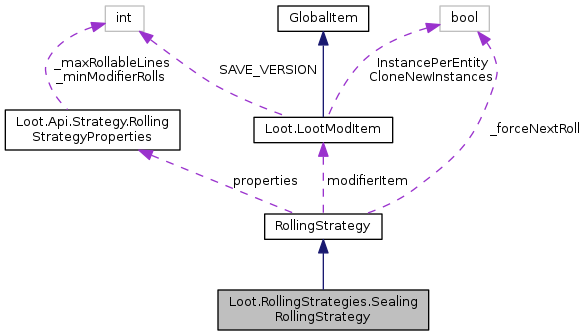 int
GlobalItem
bool
_maxRollableLines
_minModifierRolls
SAVE_VERSION
InstancePerEntity
CloneNewInstances
Loot.Api.Strategy.Rolling
StrategyProperties
Loot.LootModItem
_forceNextRoll
properties
modifierItem
RollingStrategy
Loot.RollingStrategies.Sealing
RollingStrategy